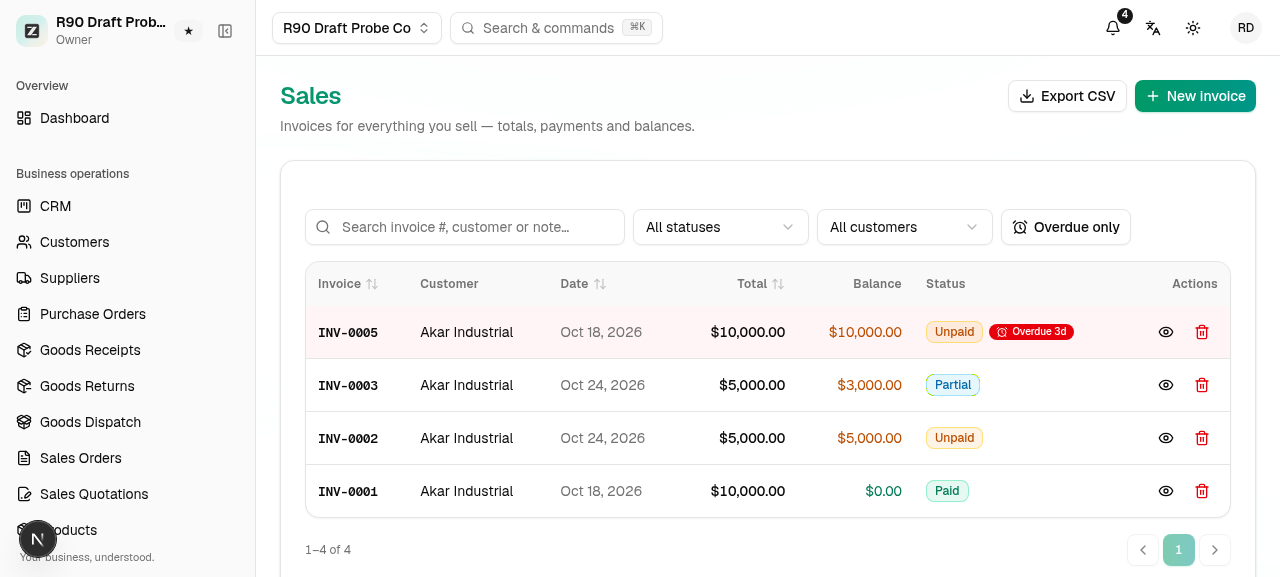 R90 Draft Prob...
Owner
★
R90 Draft Probe Co
Search & commands
⌘K
4
RD
Overview
Dashboard
Business operations
CRM
Customers
Suppliers
Purchase Orders
Goods Receipts
Goods Returns
Goods Dispatch
Sales Orders
Sales Quotations
oducts
N
Your business, understood.
Sales
Invoices for everything you sell — totals, payments and balances.
Export CSV
New invoice
Search invoice #, customer or note...
All statuses
All customers
Overdue only
Invoice Customer Date Total Balance Status Actions
INV-0005 Akar Industrial Oct 18, 2026 $10,000.00 $10,000.00 Unpaid Overdue 3d
INV-0003 Akar Industrial Oct 24, 2026 $5,000.00 $3,000.00 Partial
INV-0002 Akar Industrial Oct 24, 2026 $5,000.00 $5,000.00 Unpaid
INV-0001 Akar Industrial Oct 18, 2026 $10,000.00 $0.00 Paid
1–4 of 4
1